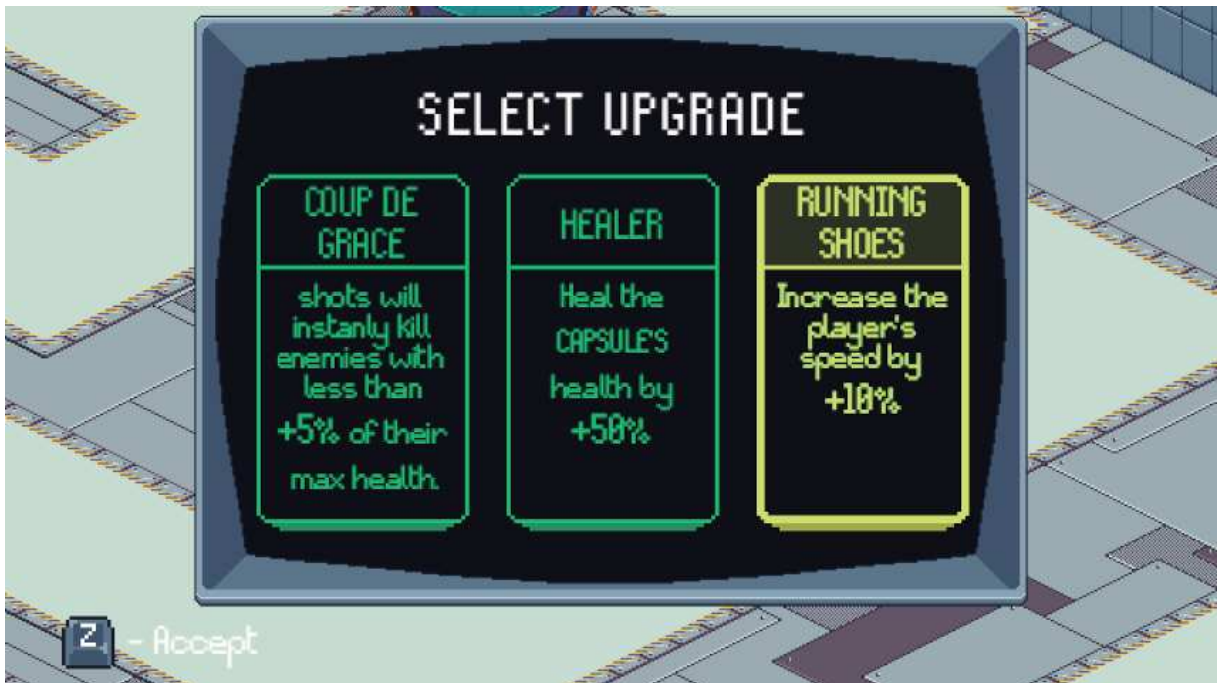 SELECT UPGRADE
COUP DE
GRACE
shots will
instanly kill
enemies with
less than
+5% of their
max health.
HEALER
Heal the
CAPSULE'S
health by
+50%
RUNNING
SHOES
Increase the
player's
speed by
+10%
Z - Accept